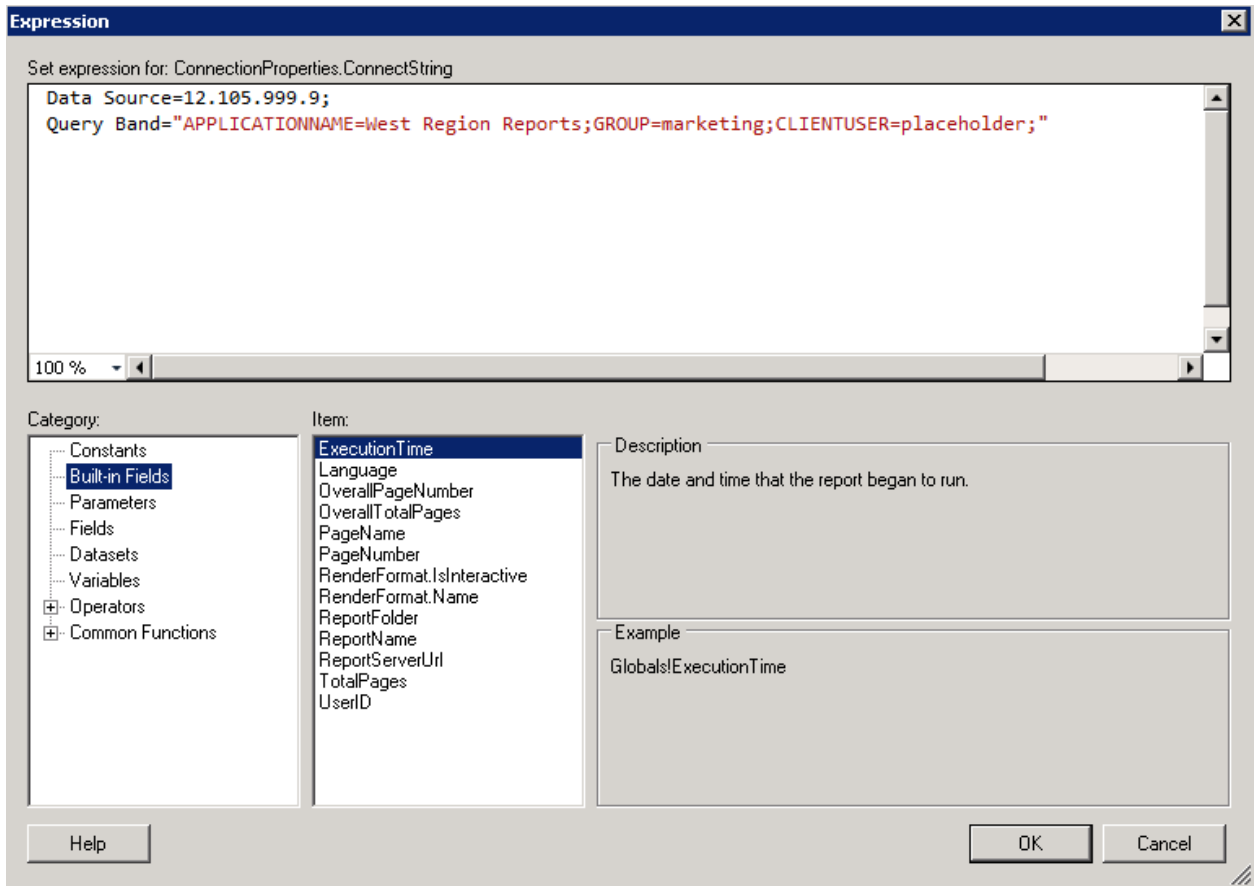 Expression
Set expression for: ConnectionProperties.ConnectString
Data Source=12.105.999.9;
Query Band="APPLICATIONNAME=West Region Reports;GROUP=marketing;CLIENTUSER=placeholder;"
100 %
Category:
Constants
Built-in Fields
Parameters
Fields
Datasets
Variables
Operators
Common Functions
Item:
ExecutionTime
Language
OverallPageNumber
OverallTotalPages
PageName
PageNumber
RenderFormat.IsInteractive
RenderFormat.Name
ReportFolder
ReportName
ReportServerUrl
TotalPages
UserID
Description
The date and time that the report began to run.
Example
Globals!ExecutionTime
Help
OK
Cancel